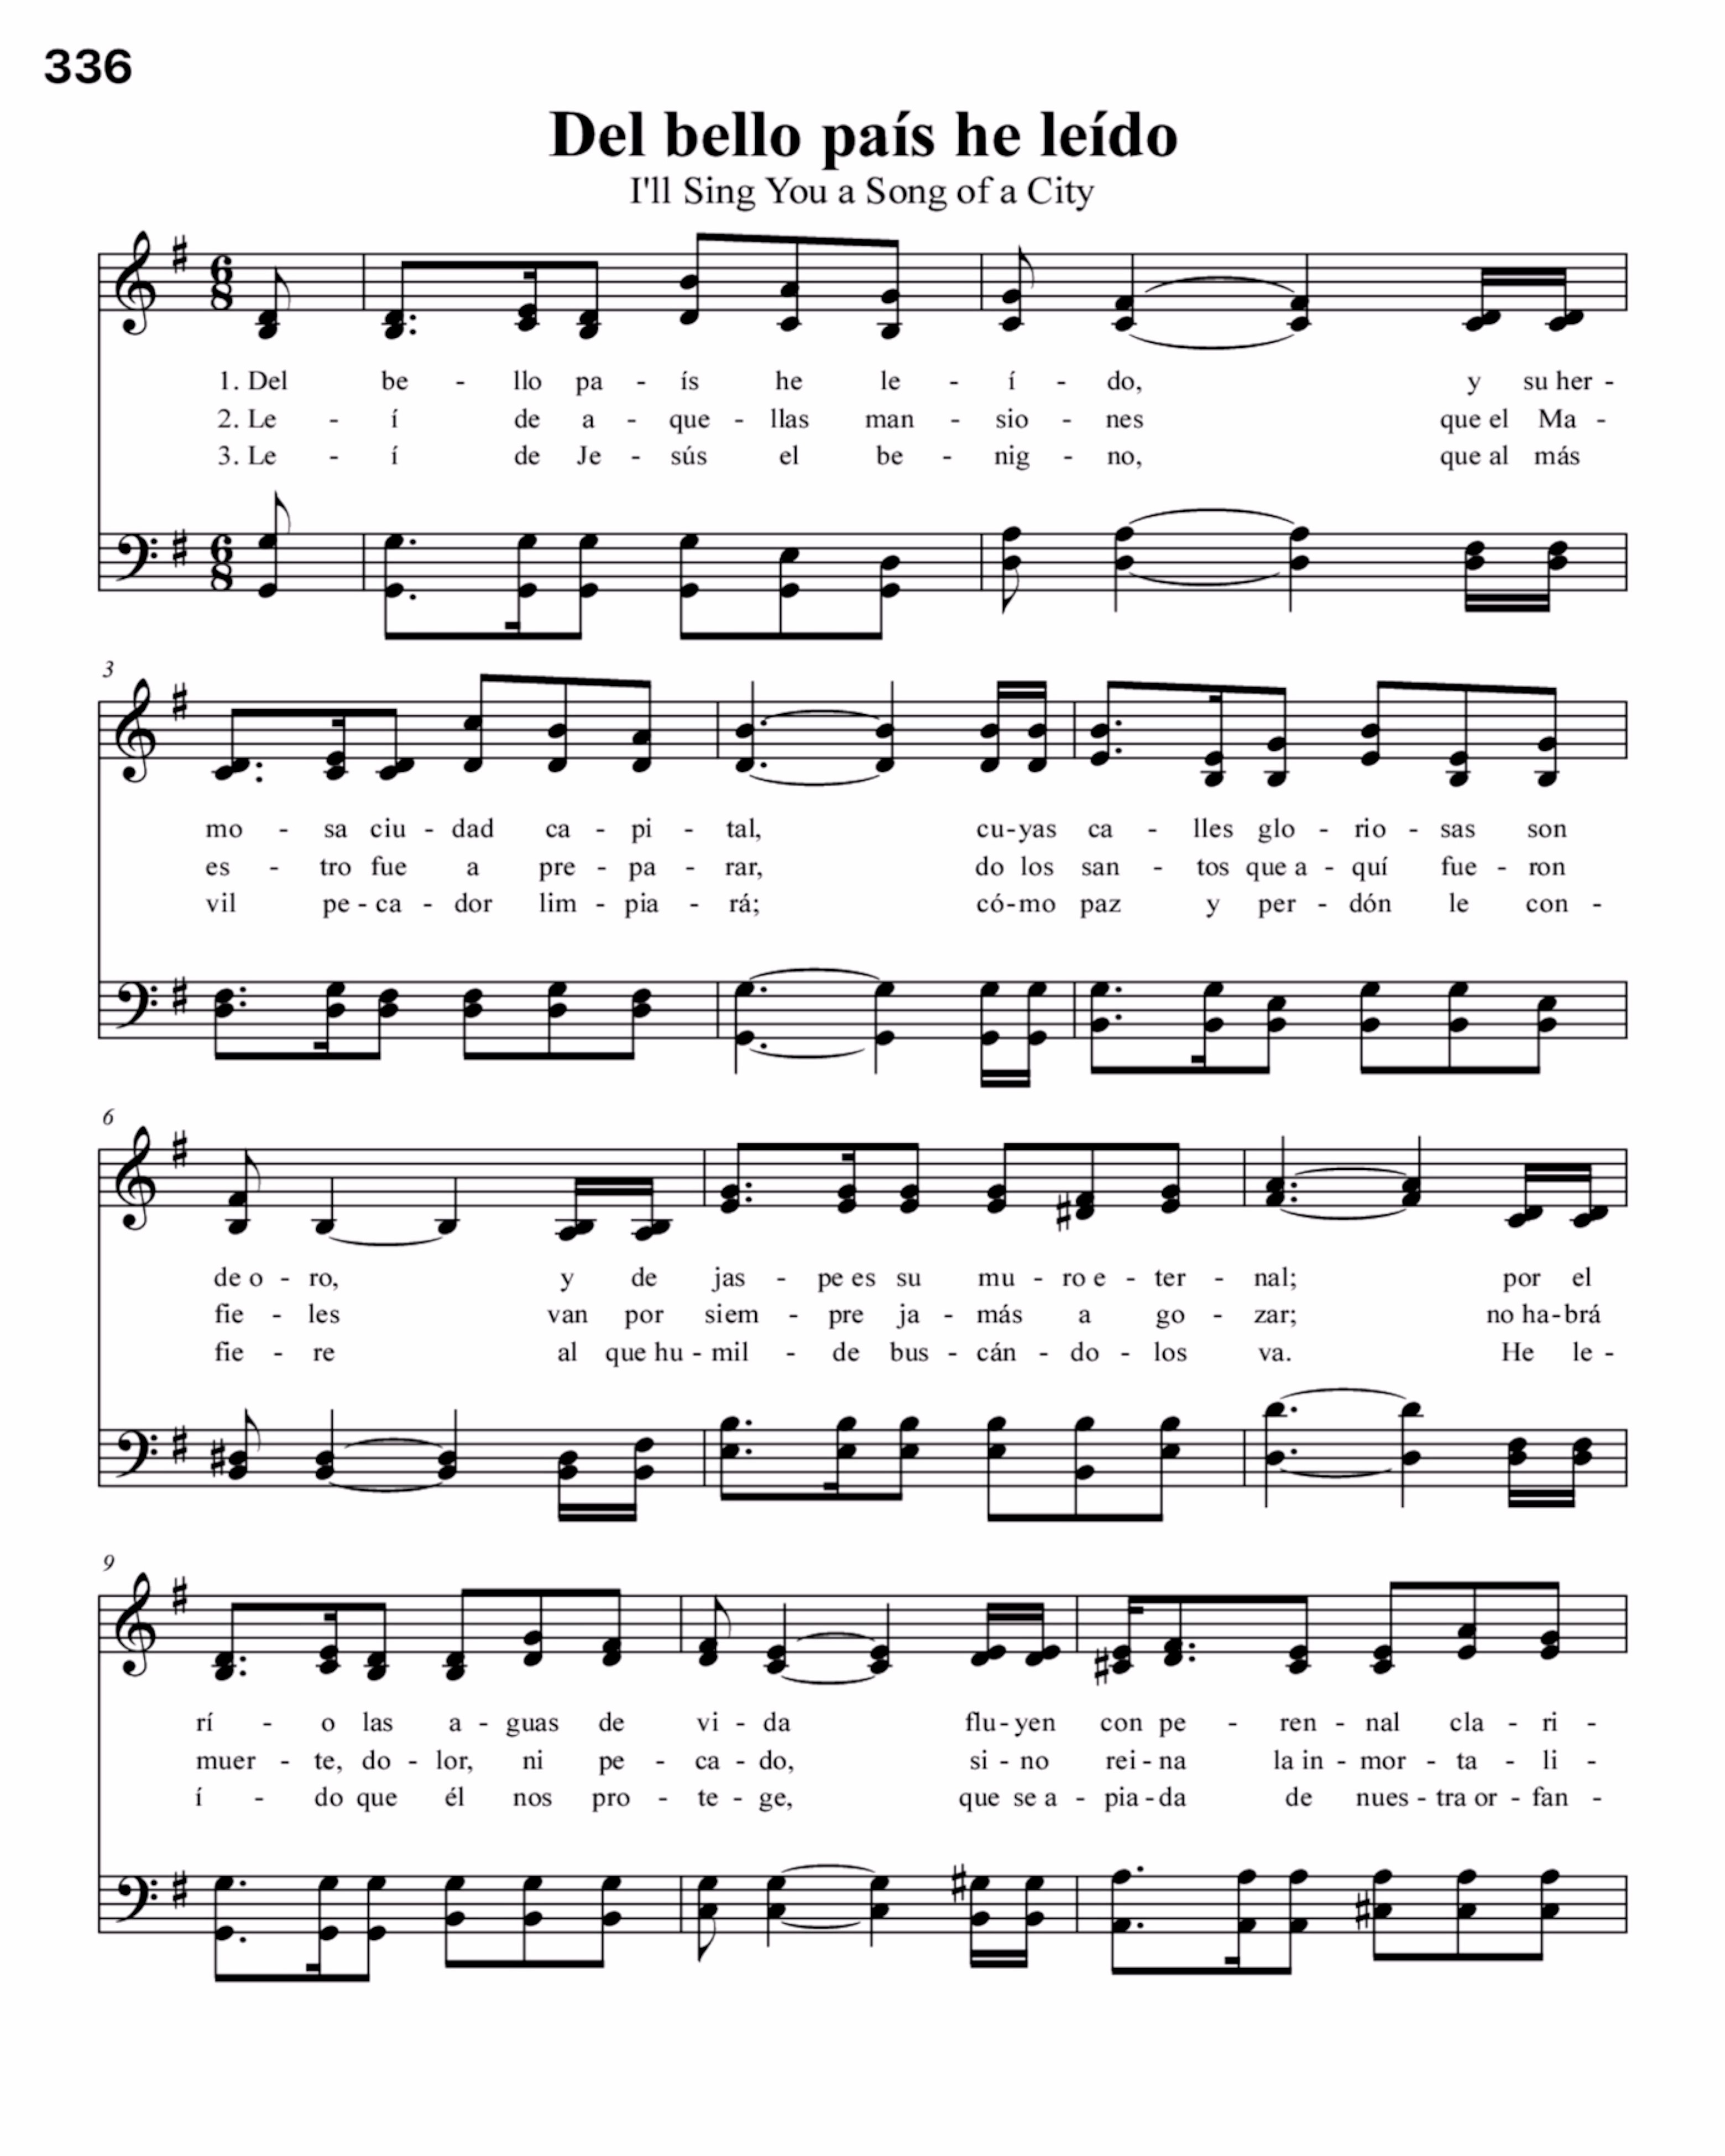 336
Del bello país he leído
I'll Sing You a Song of a City
6 8
1. Del be - llo pa - ís he le - í - do, y su her -
2. Le - í de a - que - llas man - sio - nes que el Ma -
3. Le - í de Je - sús el be - nig - no, que al más
6 8
3
mo - sa ciu - dad ca - pi - tal, cu - yas ca - lles glo - rio - sas son
es - tro fue a pre - pa - rar, do los san - tos que a - quí fue - ron
vil pe - ca - dor lim - pia - rá; có - mo paz y per - dón le con -
6
de o - ro, y de jas - pe es su mu - ro e - ter - nal; por el
fie - les van por siem - pre ja - más a go - zar; no ha - brá
fie - re al que hu - mil - de bus - cán - do - los va. He le -
9
rí - o las a - guas de vi - da flu - yen con pe - ren - nal cla - ri -
muer - te, do - lor, ni pe - ca - do, si - no rei - na la in - mor - ta - li -
í - do que él nos pro - te - ge, que se a - pia - da de nues - tra or - fan -